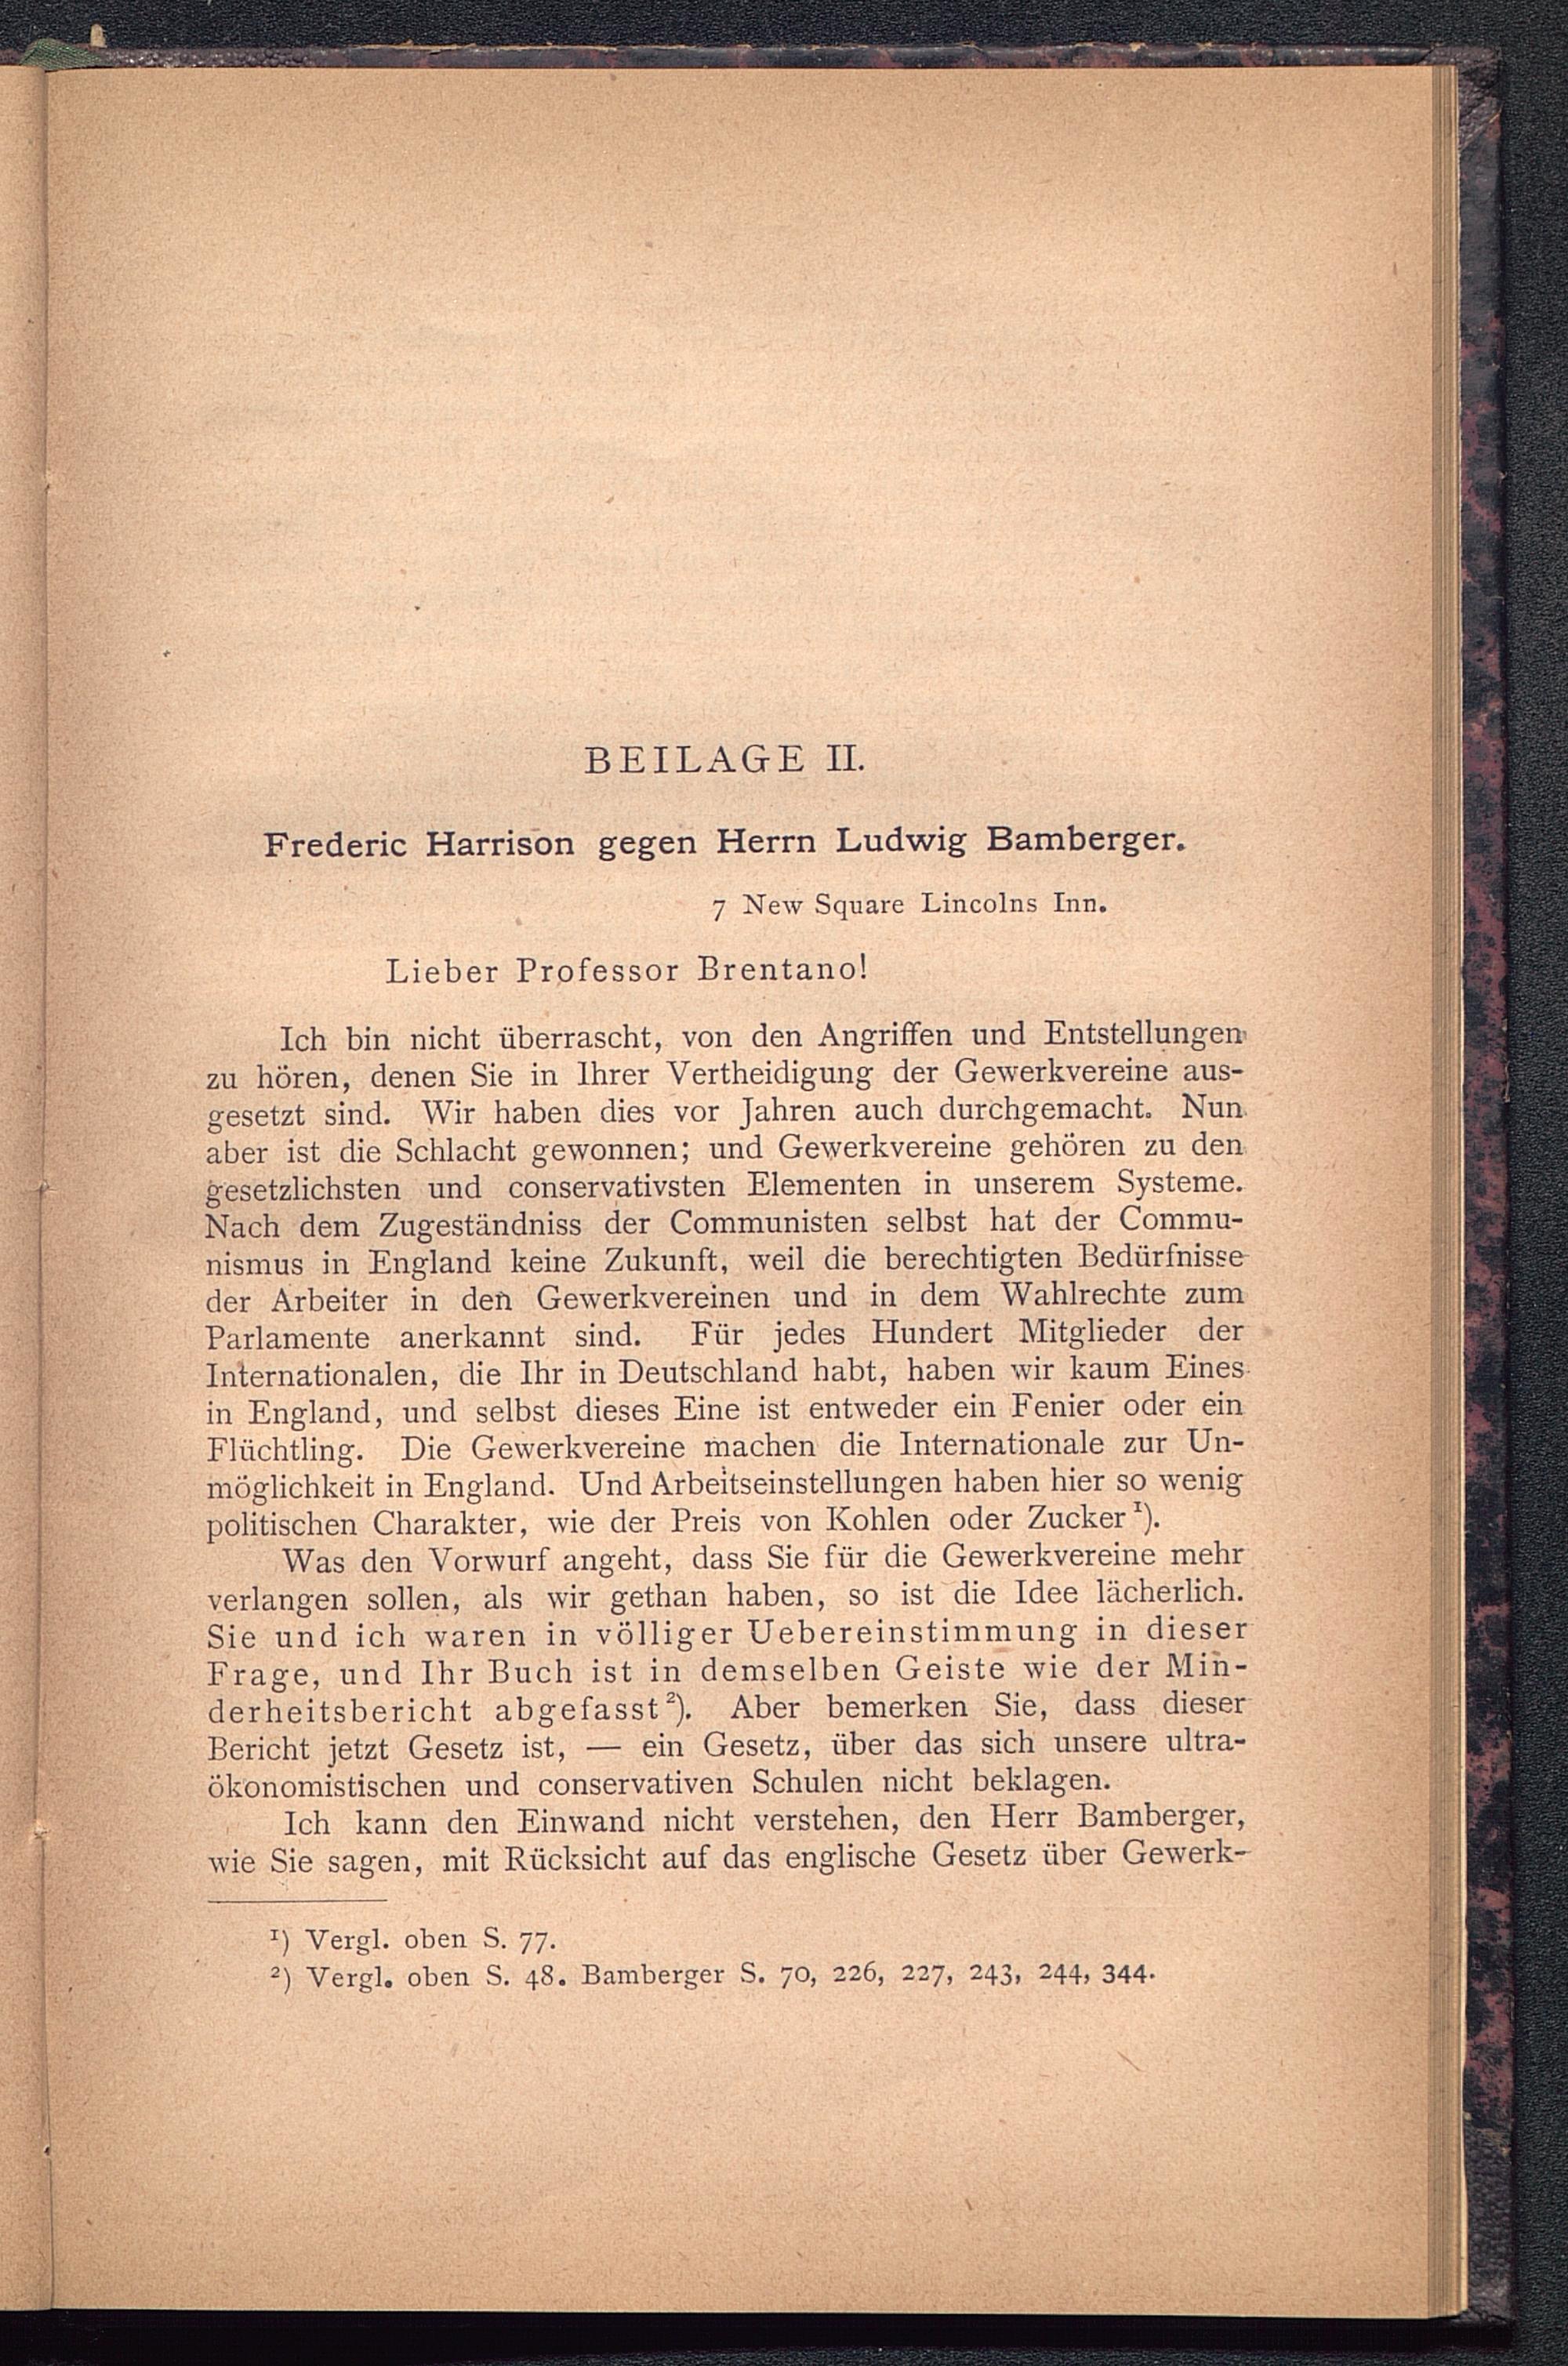 BEILAGE II.
Frederic Harrison gegen Herrn Ludwig Bamberger.
7 New Square Lincolns Inn.
Lieber Professor Brentano!
Ich bin nicht überrascht, von den Angriffen und Entstellungen
zu hören, denen Sie in Ihrer Vertheidigung der Gewerkvereine aus-
gesetzt sind. Wir haben dies vor Jahren auch durchgemacht. Nun
aber ist die Schlacht gewonnen; und Gewerkvereine gehören zu den
gesetzlichsten und conservativsten Elementen in unserem Systeme.
Nach dem Zugeständniss der Communisten selbst hat der Commu-
nismus in England keine Zukunft, weil die berechtigten Bedürfnisse
der Arbeiter in den Gewerkvereinen und in dem Wahlrechte zum
Parlamente anerkannt sind. Für jedes Hundert Mitglieder der
Internationalen, die Ihr in Deutschland habt, haben wir kaum Eines
in England, und selbst dieses Eine ist entweder ein Fenier oder ein
Flüchtling. Die Gewerkvereine machen die Internationale zur Un-
möglichkeit in England. Und Arbeitseinstellungen haben hier so wenig
politischen Charakter, wie der Preis von Kohlen oder Zucker ¹).
Was den Vorwurf angeht, dass Sie für die Gewerkvereine mehr
verlangen sollen, als wir gethan haben, so ist die Idee lächerlich.
Sie und ich waren in völliger Uebereinstimmung in dieser
Frage, und Ihr Buch ist in demselben Geiste wie der Min-
derheitsbericht abgefasst ²). Aber bemerken Sie, dass dieser
Bericht jetzt Gesetz ist, — ein Gesetz, über das sich unsere ultra-
ökonomistischen und conservativen Schulen nicht beklagen.
Ich kann den Einwand nicht verstehen, den Herr Bamberger,
wie Sie sagen, mit Rücksicht auf das englische Gesetz über Gewerk-
¹) Vergl. oben S. 77.
²) Vergl. oben S. 48. Bamberger S. 70, 226, 227, 243, 244, 344.